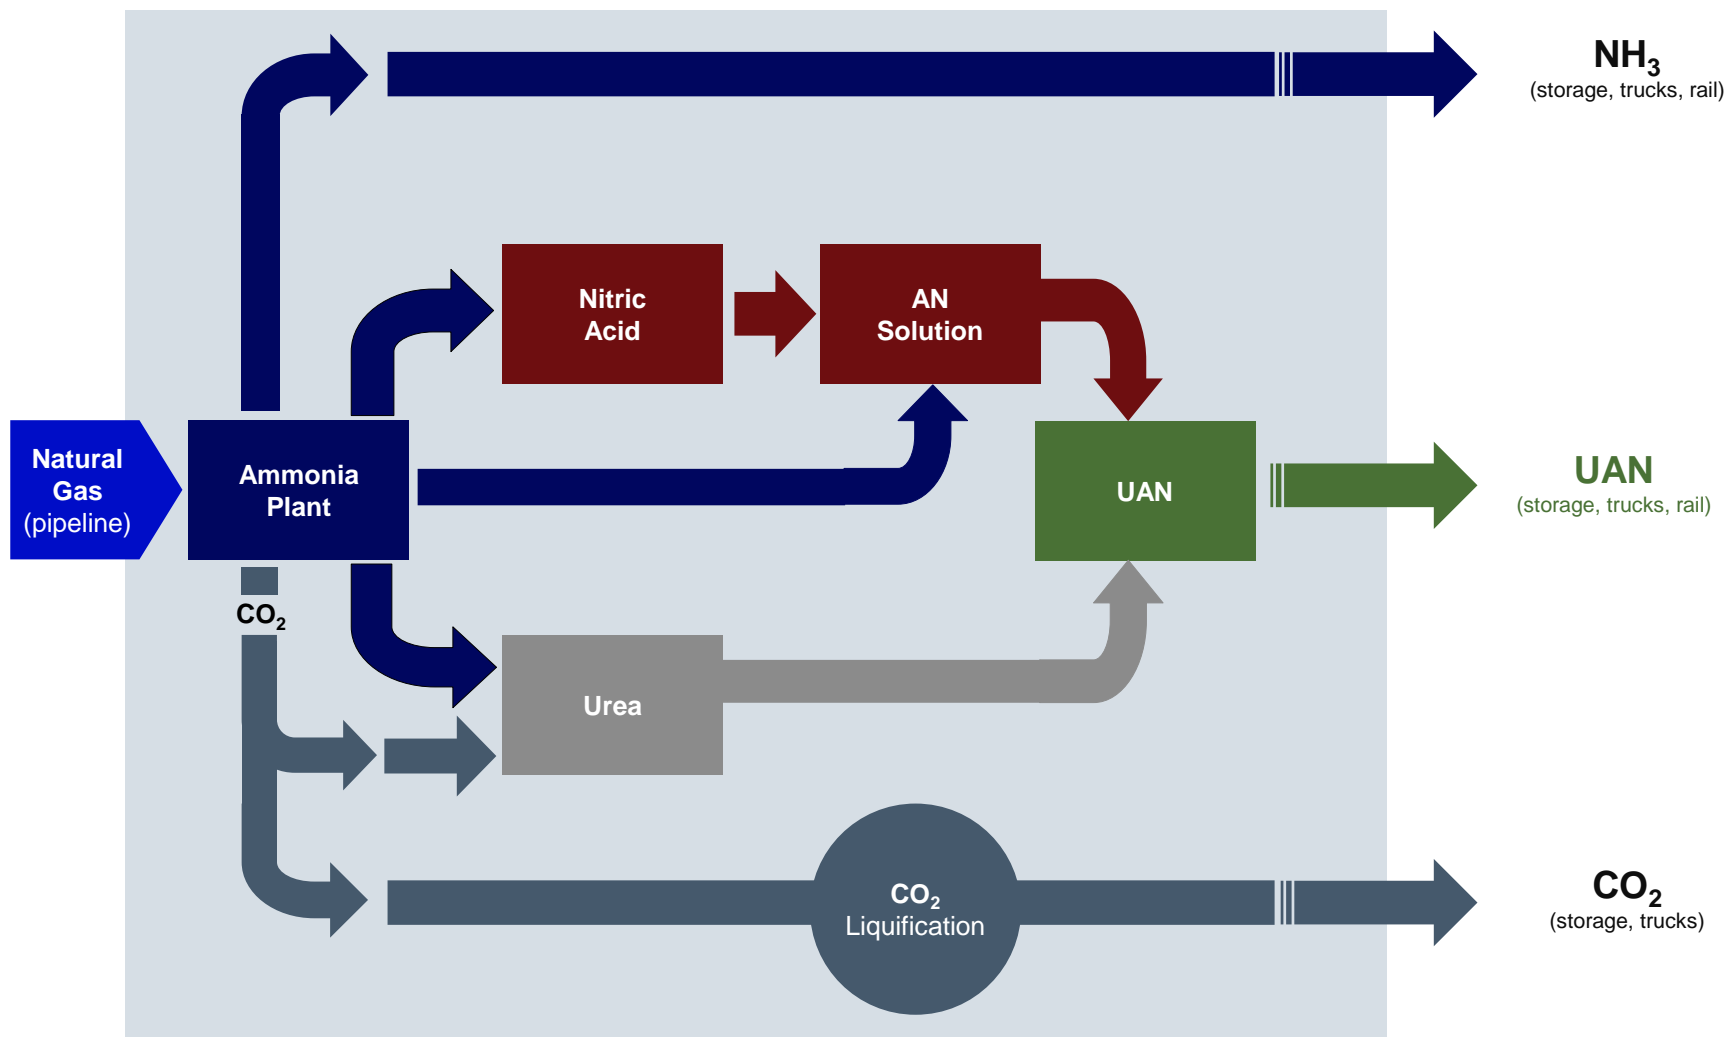 NH₃
(storage, trucks, rail)
Nitric
Acid
AN
Solution
Natural
Gas
(pipeline)
Ammonia
Plant
UAN
UAN
(storage, trucks, rail)
CO₂
Urea
CO₂
Liquification
CO₂
(storage, trucks)